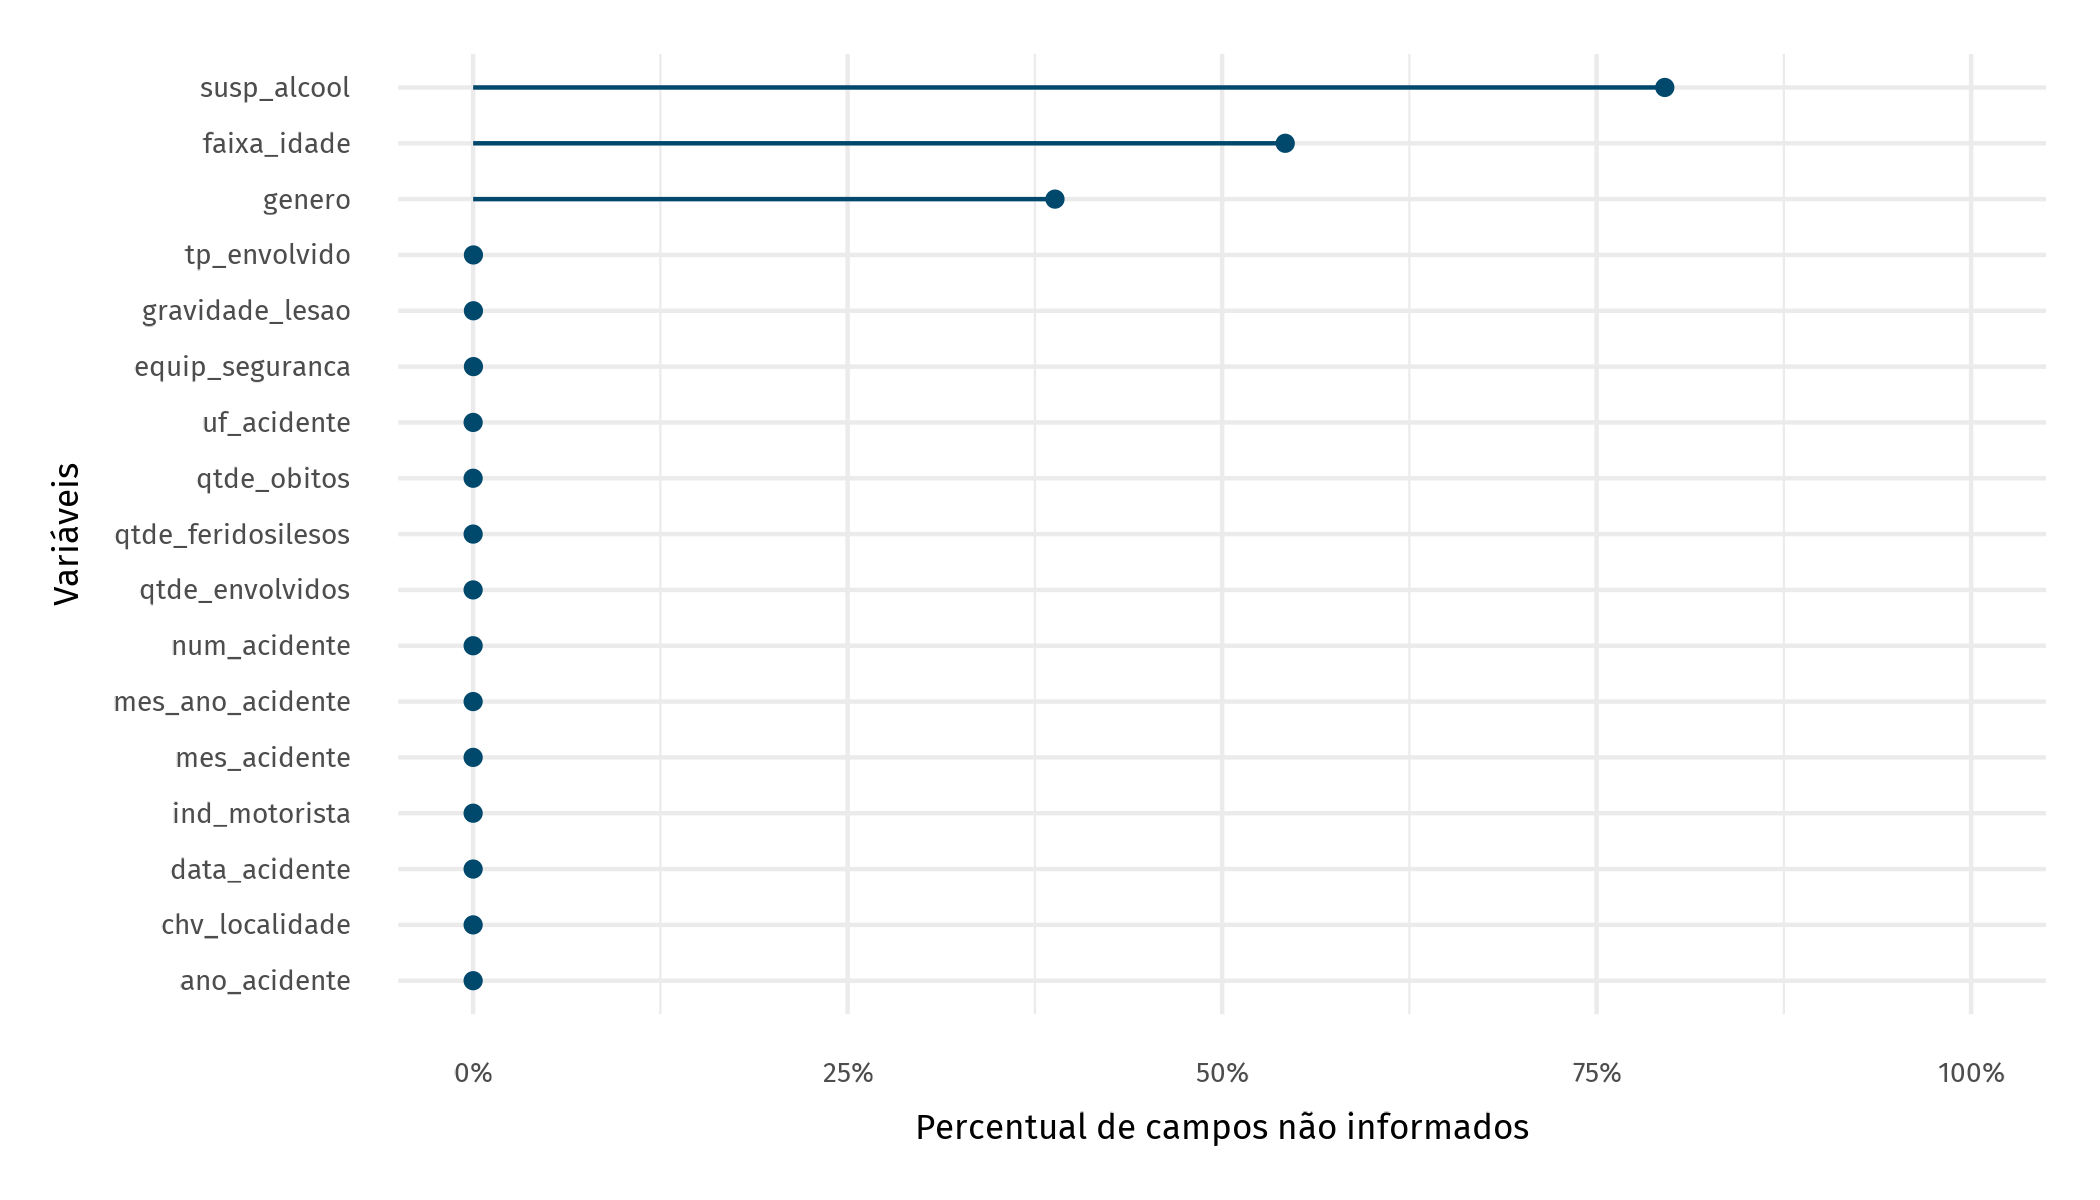 susp_alcool
faixa_idade
genero
tp_envolvido
gravidade_lesao
equip_seguranca
uf_acidente
qtde_obitos
qtde_feridosilesos
qtde_envolvidos
num_acidente
mes_ano_acidente
mes_acidente
ind_motorista
data_acidente
chv_localidade
ano_acidente
Variáveis
0% 25% 50% 75% 100%
Percentual de campos não informados